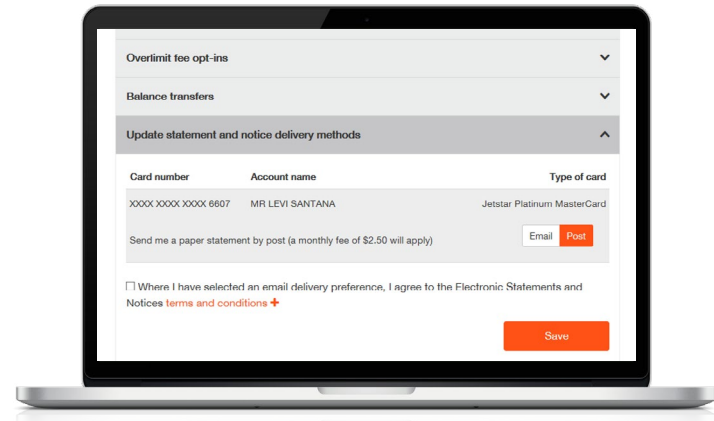 Overlimit fee opt-ins
Balance transfers
Update statement and notice delivery methods
Card number Account name Type of card
XXXX XXXX XXXX 6607 MR LEVI SANTANA Jetstar Platinum MasterCard
Send me a paper statement by post (a monthly fee of $2.50 will apply) Email Post
Where I have selected an email delivery preference, I agree to the Electronic Statements and
Notices terms and conditions +
Save